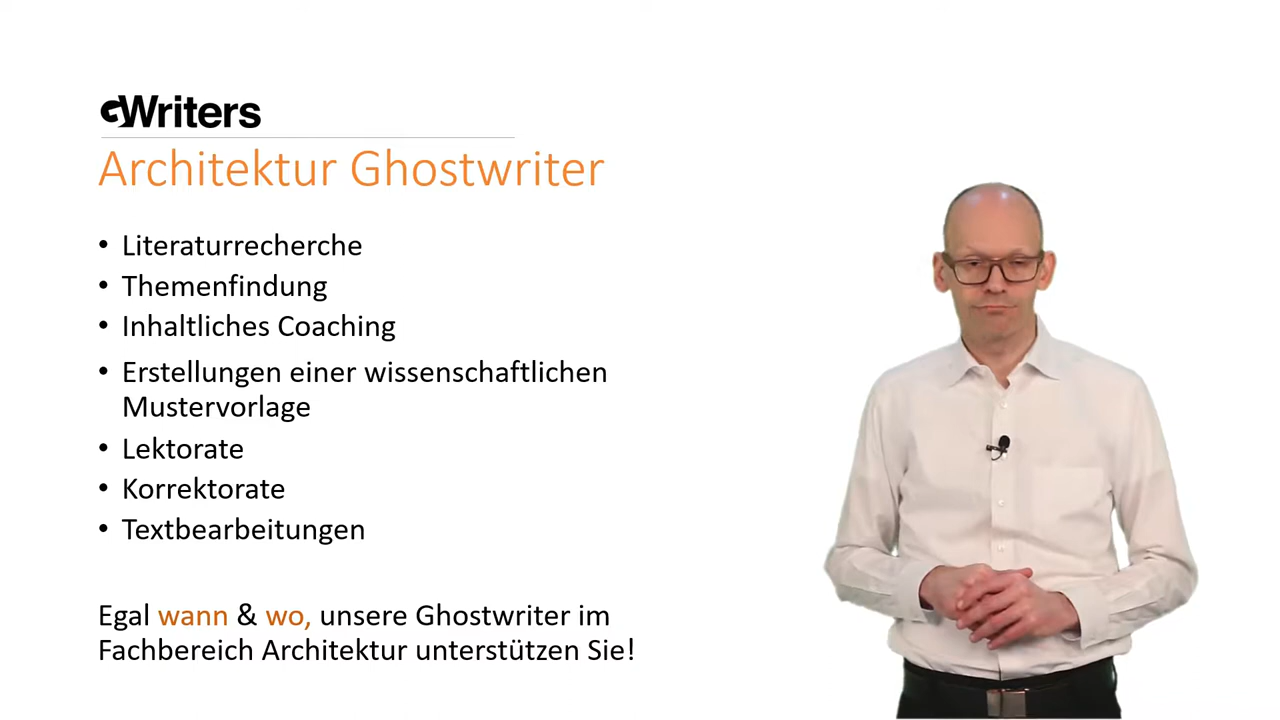 GWriters
Architektur Ghostwriter
• Literaturrecherche
• Themenfindung
• Inhaltliches Coaching
• Erstellungen einer wissenschaftlichen
Mustervorlage
• Lektorate
• Korrektorate
• Textbearbeitungen
Egal wann & wo, unsere Ghostwriter im
Fachbereich Architektur unterstützen Sie!